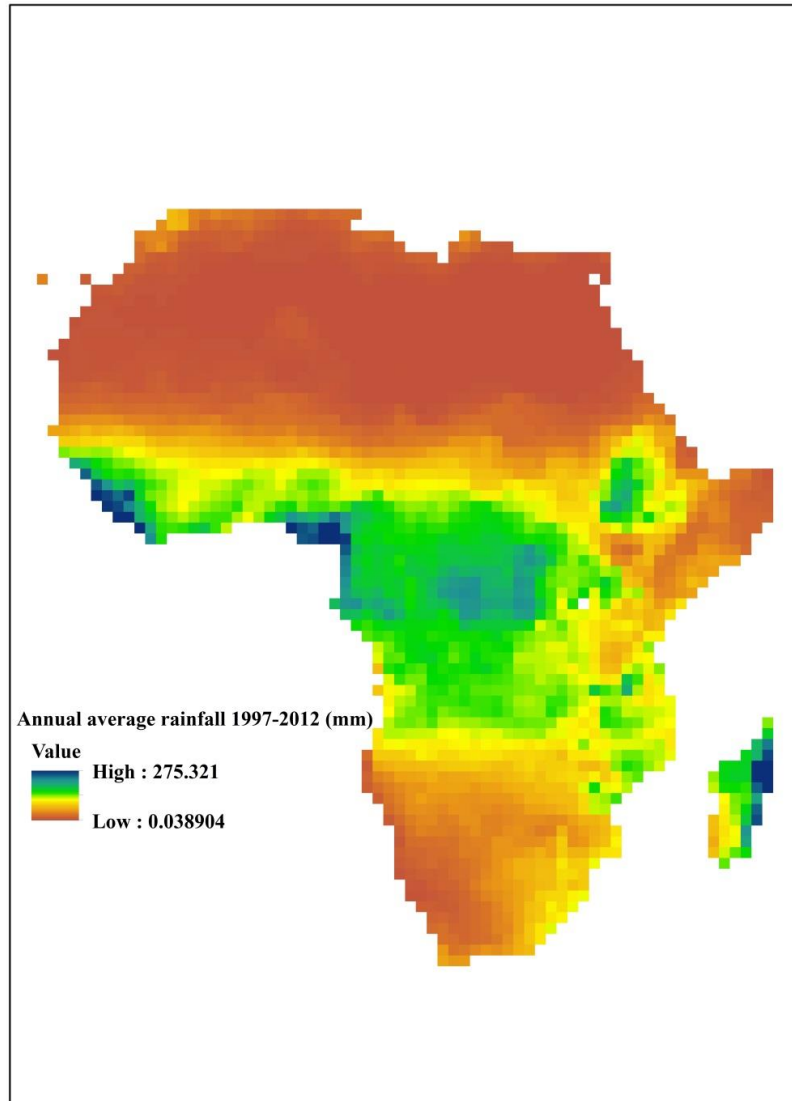 Annual average rainfall 1997-2012 (mm)
Value
High : 275.321
Low : 0.038904